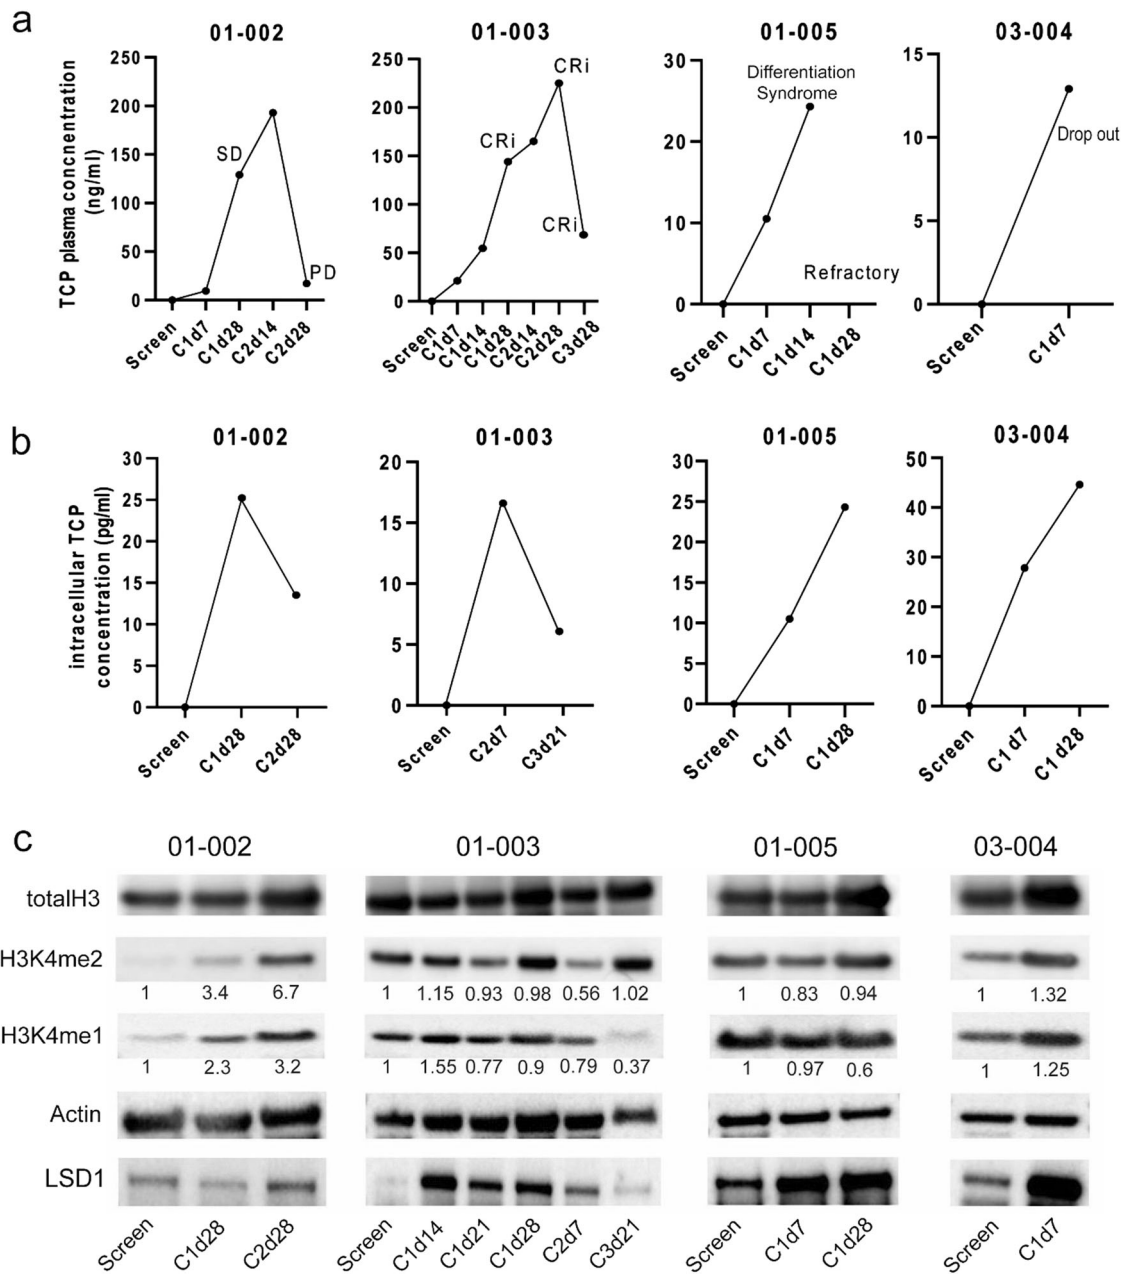 a
01-002
01-003
01-005
03-004
TCP plasma concnentration
(ng/ml)
250
200
150
100
50
0
SD
PD
Screen
C1d7
C1d28
C2d14
C2d28
250
200
150
100
50
0
CRi
CRi
CRi
Screen
C1d7
C1d14
C1d28
C2d14
C2d28
C3d28
30
20
10
0
Differentiation
Syndrome
Refractory
Screen
C1d7
C1d14
C1d28
15
10
5
0
Drop out
Screen
C1d7
b
01-002
01-003
01-005
03-004
intracellular TCP
concentration (pg/ml)
30
25
20
15
10
5
0
Screen
C1d28
C2d28
20
15
10
5
0
Screen
C2d7
C3d21
30
25
20
15
10
5
0
Screen
C1d7
C1d28
50
40
30
20
10
0
Screen
C1d7
C1d28
c
01-002
01-003
01-005
03-004
totalH3
H3K4me2
1 3.4 6.7 1 1.15 0.93 0.98 0.56 1.02 1 0.83 0.94 1 1.32
H3K4me1
1 2.3 3.2 1 1.55 0.77 0.9 0.79 0.37 1 0.97 0.6 1 1.25
Actin
LSD1
Screen C1d28 C2d28 Screen C1d14 C1d21 C1d28 C2d7 C3d21 Screen C1d7 C1d28 Screen C1d7